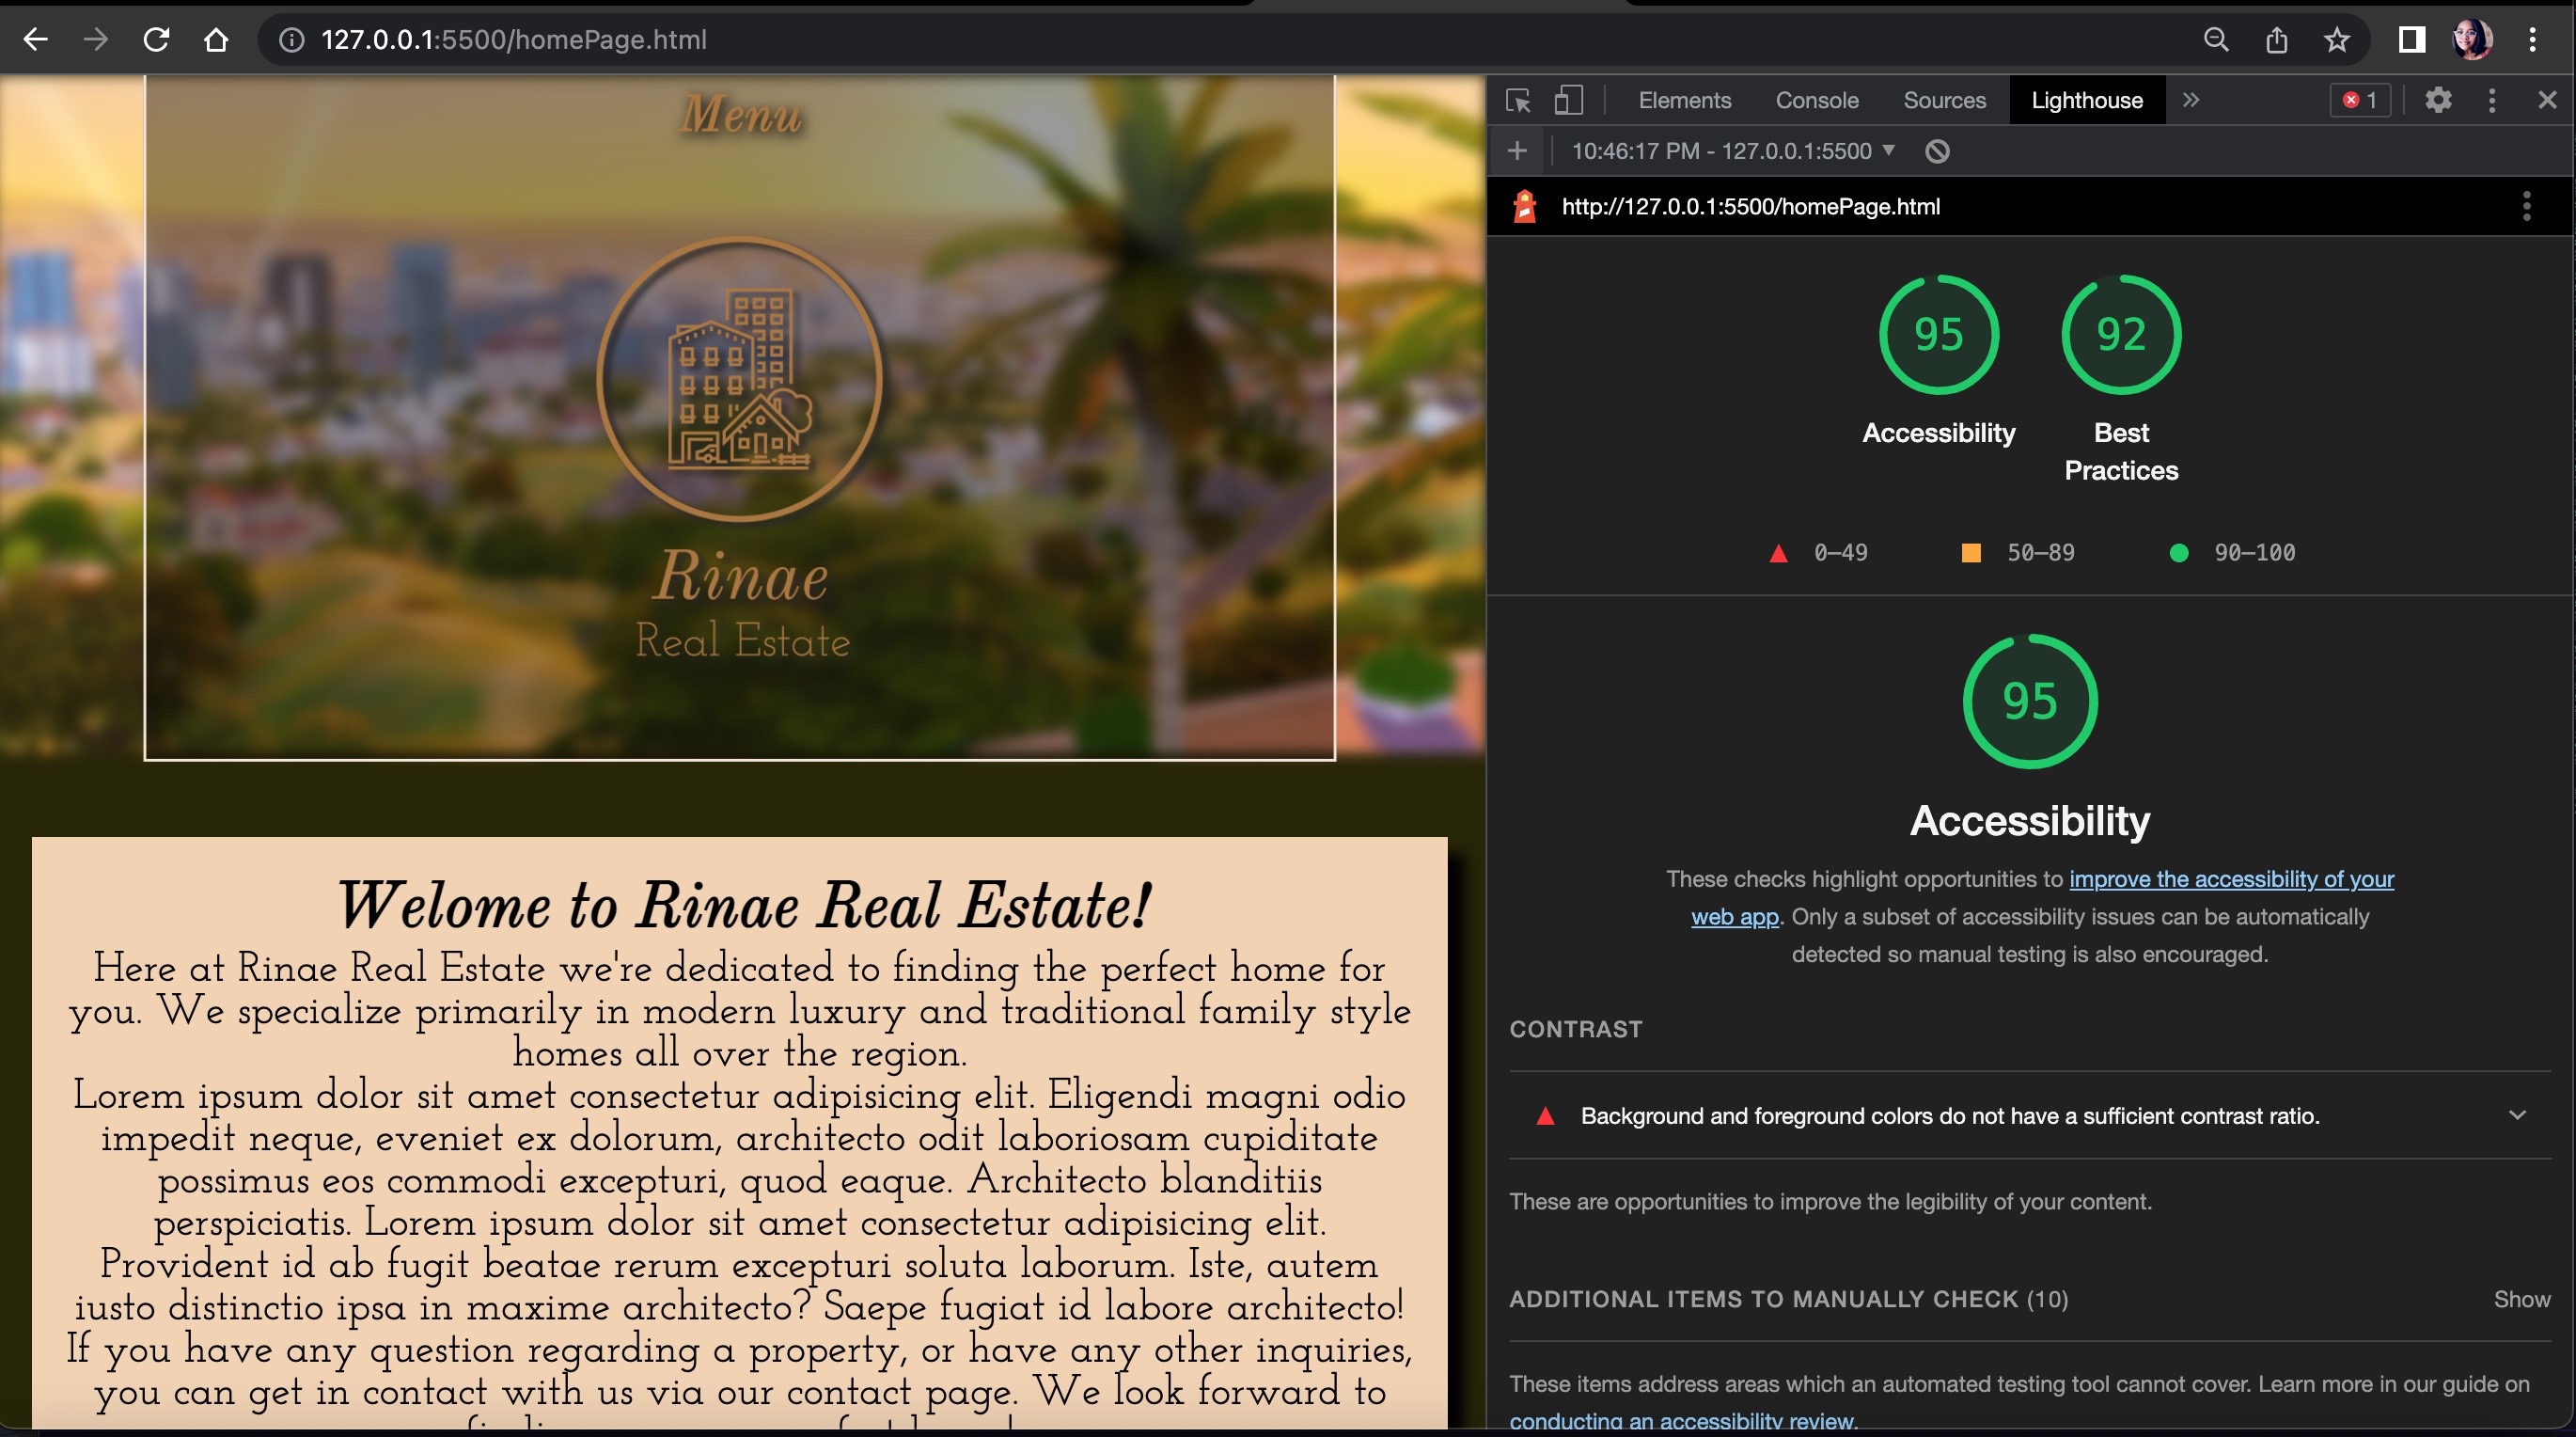 127.0.0.1:5500/homePage.html
Menu
Rinae
Real Estate
Welome to Rinae Real Estate!
Here at Rinae Real Estate we're dedicated to finding the perfect home for
you. We specialize primarily in modern luxury and traditional family style
homes all over the region.
Lorem ipsum dolor sit amet consectetur adipisicing elit. Eligendi magni odio
impedit neque, eveniet ex dolorum, architecto odit laboriosam cupiditate
possimus eos commodi excepturi, quod eaque. Architecto blanditiis
perspiciatis. Lorem ipsum dolor sit amet consectetur adipisicing elit.
Provident id ab fugit beatae rerum excepturi soluta laborum. Iste, autem
iusto distinctio ipsa in maxime architecto? Saepe fugiat id labore architecto!
If you have any question regarding a property, or have any other inquiries,
you can get in contact with us via our contact page. We look forward to
Elements Console Sources Lighthouse 1
10:46:17 PM - 127.0.0.1:5500
http://127.0.0.1:5500/homePage.html
95 92
Accessibility Best
Practices
0–49 50–89 90–100
95
Accessibility
These checks highlight opportunities to improve the accessibility of your
web app. Only a subset of accessibility issues can be automatically
detected so manual testing is also encouraged.
CONTRAST
Background and foreground colors do not have a sufficient contrast ratio.
These are opportunities to improve the legibility of your content.
ADDITIONAL ITEMS TO MANUALLY CHECK (10) Show
These items address areas which an automated testing tool cannot cover. Learn more in our guide on
conducting an accessibility review.